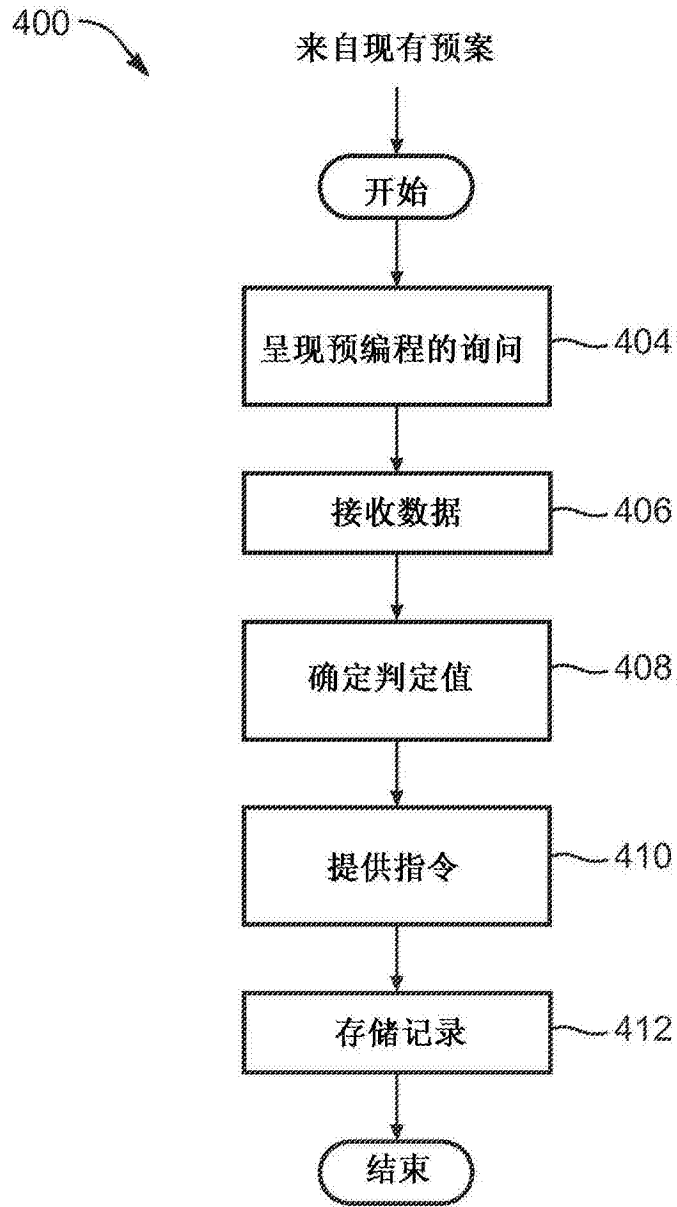 400
来自现有预案
开始
呈现预编程的询问
404
接收数据
406
确定判定值
408
提供指令
410
存储记录
412
结束